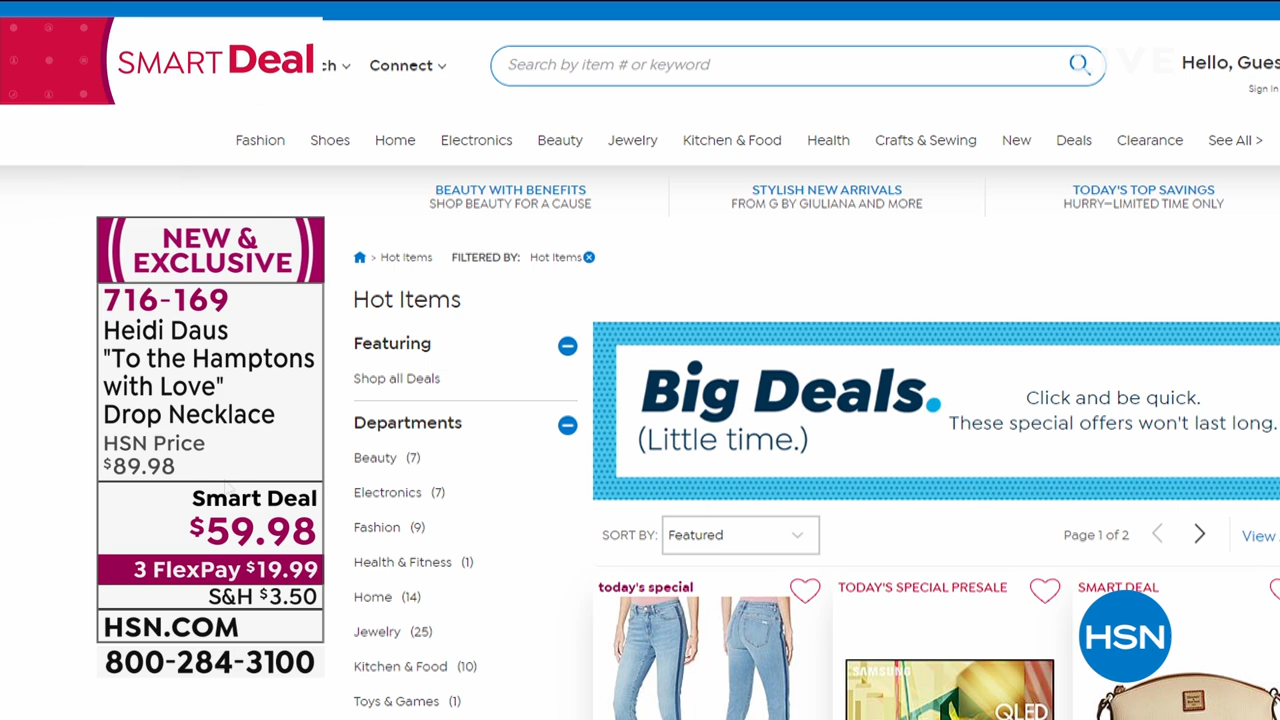 SMART Deal
ch
Connect
Search by item # or keyword
LIVE
Hello, Gues
Sign In
Fashion
Shoes
Home
Electronics
Beauty
Jewelry
Kitchen & Food
Health
Crafts & Sewing
New
Deals
Clearance
See All >
BEAUTY WITH BENEFITS
SHOP BEAUTY FOR A CAUSE
STYLISH NEW ARRIVALS
FROM G BY GIULIANA AND MORE
TODAY'S TOP SAVINGS
HURRY—LIMITED TIME ONLY
NEW &
EXCLUSIVE
716-169
Heidi Daus
"To the Hamptons
with Love"
Drop Necklace
HSN Price
$89.98
Smart Deal
$59.98
3 FlexPay $19.99
S&H $3.50
HSN.COM
800-284-3100
> Hot Items
FILTERED BY: Hot Items
Hot Items
Featuring
Shop all Deals
Departments
Beauty (7)
Electronics (7)
Fashion (9)
Health & Fitness (1)
Home (14)
Jewelry (25)
Kitchen & Food (10)
Toys & Games (1)
Big Deals.
(Little time.)
Click and be quick.
These special offers won't last long.
SORT BY: Featured
Page 1 of 2
View
today's special
TODAY'S SPECIAL PRESALE
SMART DEAL
SAMSUNG
QLED
HSN